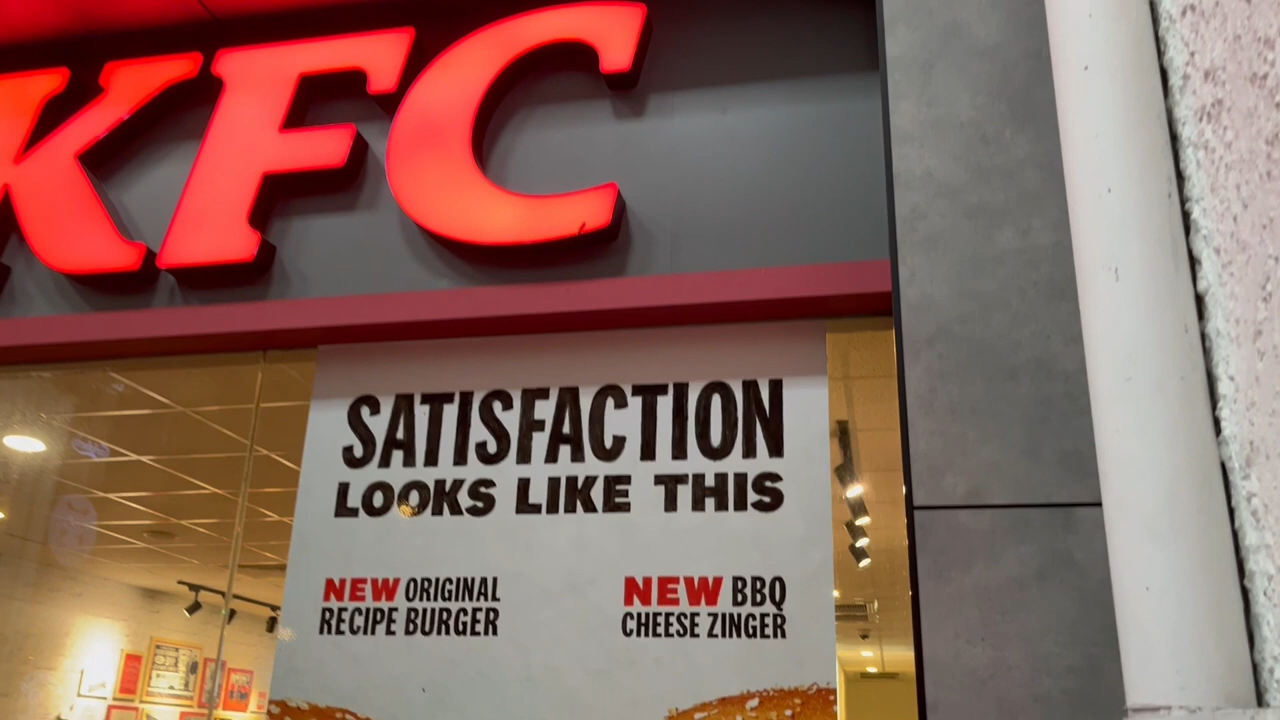 KFC
SATISFACTION
LOOKS LIKE THIS
NEW ORIGINAL
RECIPE BURGER
NEW BBQ
CHEESE ZINGER